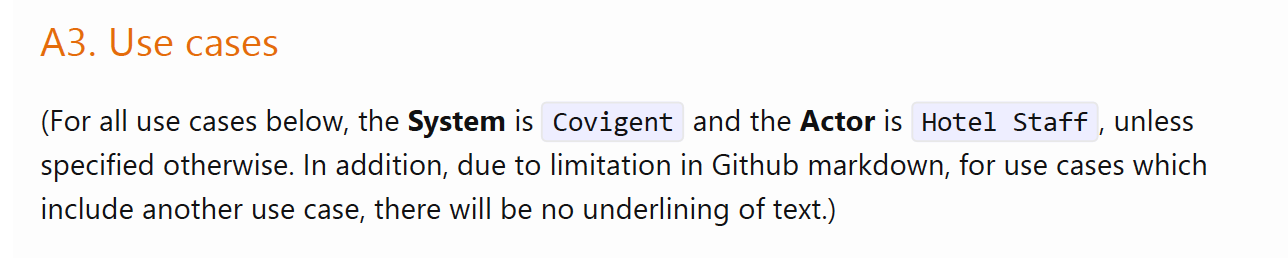 A3. Use cases
(For all use cases below, the System is Covigent and the Actor is Hotel Staff, unless
specified otherwise. In addition, due to limitation in Github markdown, for use cases which
include another use case, there will be no underlining of text.)